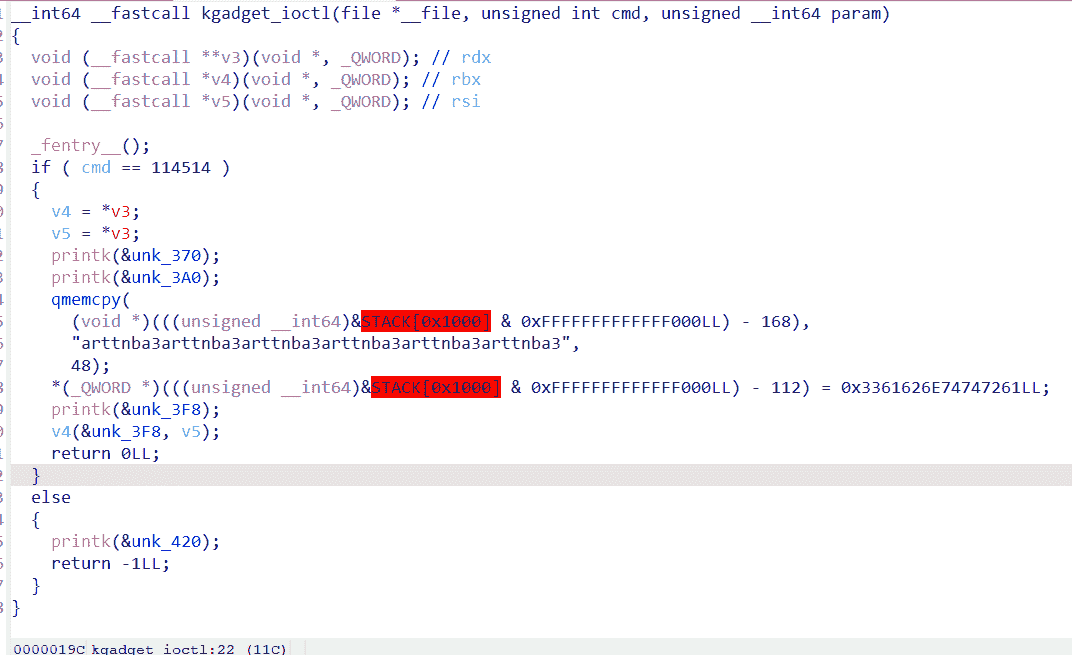 __int64 __fastcall kgadget_ioctl(file *__file, unsigned int cmd, unsigned __int64 param)
{
void (__fastcall **v3)(void *, _QWORD); // rdx
void (__fastcall *v4)(void *, _QWORD); // rbx
void (__fastcall *v5)(void *, _QWORD); // rsi
_fentry__();
if ( cmd == 114514 )
{
v4 = *v3;
v5 = *v3;
printk(&unk_370);
printk(&unk_3A0);
qmemcpy(
(void *)(((unsigned __int64)&STACK[0x1000] & 0xFFFFFFFFFFFFF000LL) - 168),
"arttnba3arttnba3arttnba3arttnba3arttnba3arttnba3",
48);
*(_QWORD *)(((unsigned __int64)&STACK[0x1000] & 0xFFFFFFFFFFFFF000LL) - 112) = 0x3361626E74747261LL;
printk(&unk_3F8);
v4(&unk_3F8, v5);
return 0LL;
}
else
{
printk(&unk_420);
return -1LL;
}
}
0000019C kgadget_ioctl:22 (11C)